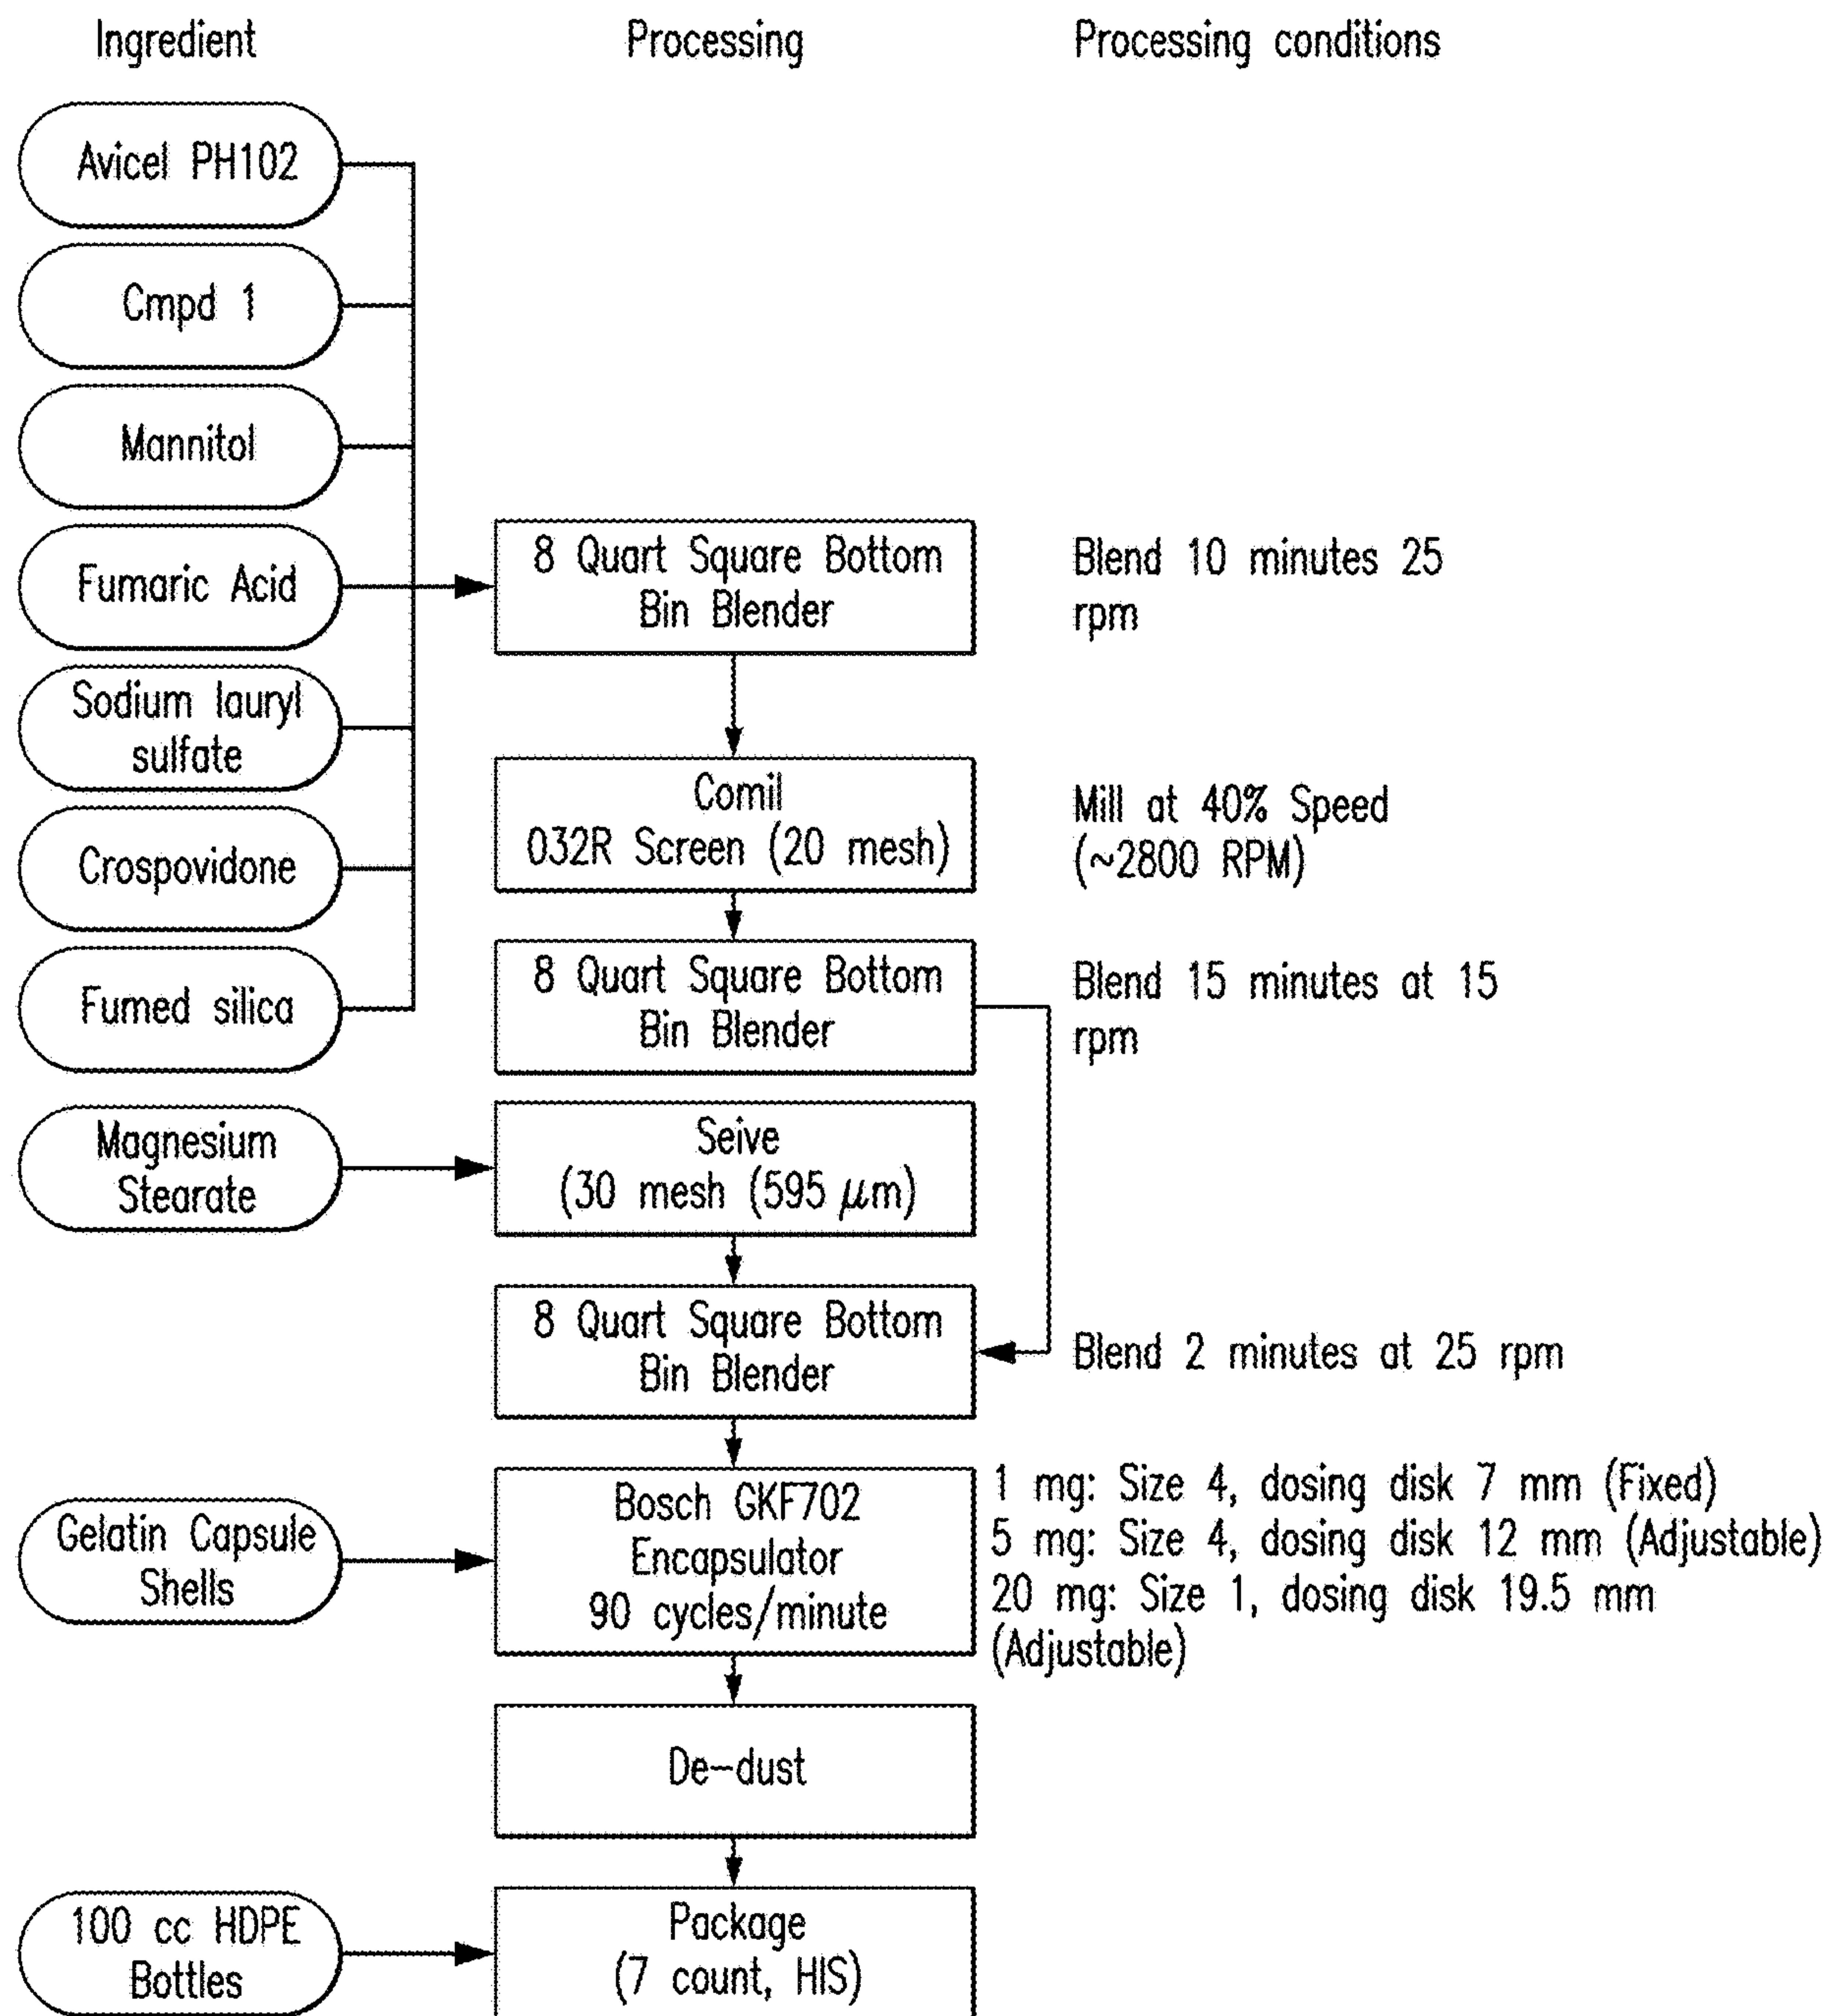 Ingredient
Processing
Processing conditions
Avicel PH102
Cmpd 1
Mannitol
Fumaric Acid
8 Quart Square Bottom
Bin Blender
Blend 10 minutes 25
rpm
Sodium lauryl
sulfate
Comil
032R Screen (20 mesh)
Mill at 40% Speed
(~2800 RPM)
Crospovidone
Fumed silica
8 Quart Square Bottom
Bin Blender
Blend 15 minutes at 15
rpm
Magnesium
Stearate
Seive
(30 mesh (595 μm)
8 Quart Square Bottom
Bin Blender
Blend 2 minutes at 25 rpm
Gelatin Capsule
Shells
Bosch GKF702
Encapsulator
90 cycles/minute
1 mg: Size 4, dosing disk 7 mm (Fixed)
5 mg: Size 4, dosing disk 12 mm (Adjustable)
20 mg: Size 1, dosing disk 19.5 mm
(Adjustable)
De-dust
100 cc HDPE
Bottles
Package
(7 count, HIS)